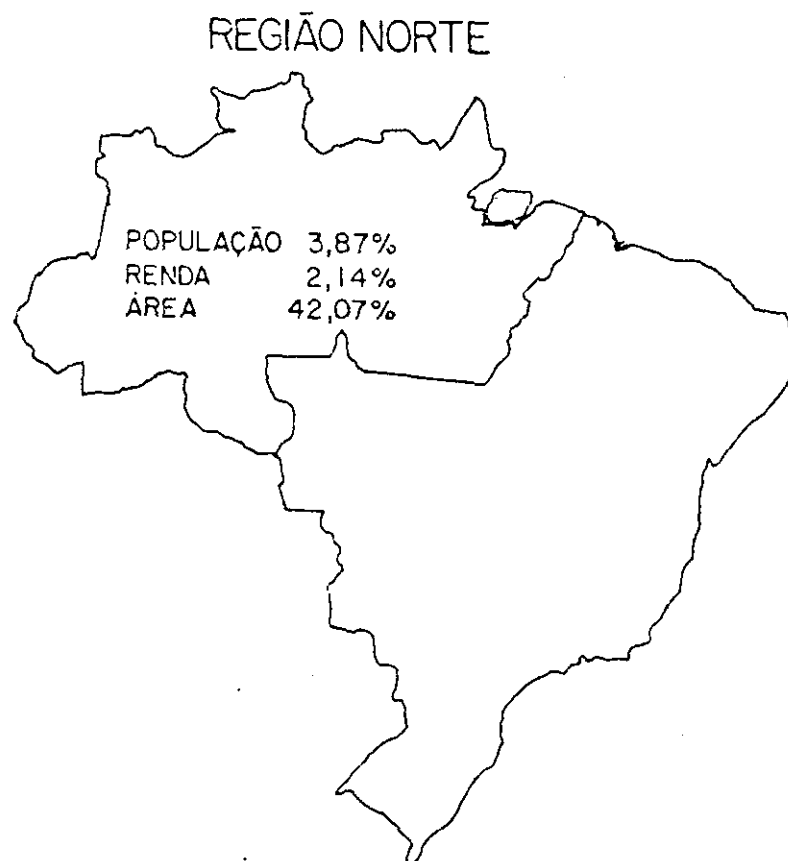 REGIÃO NORTE
POPULAÇÃO 3,87%
RENDA 2,14%
ÁREA 42,07%